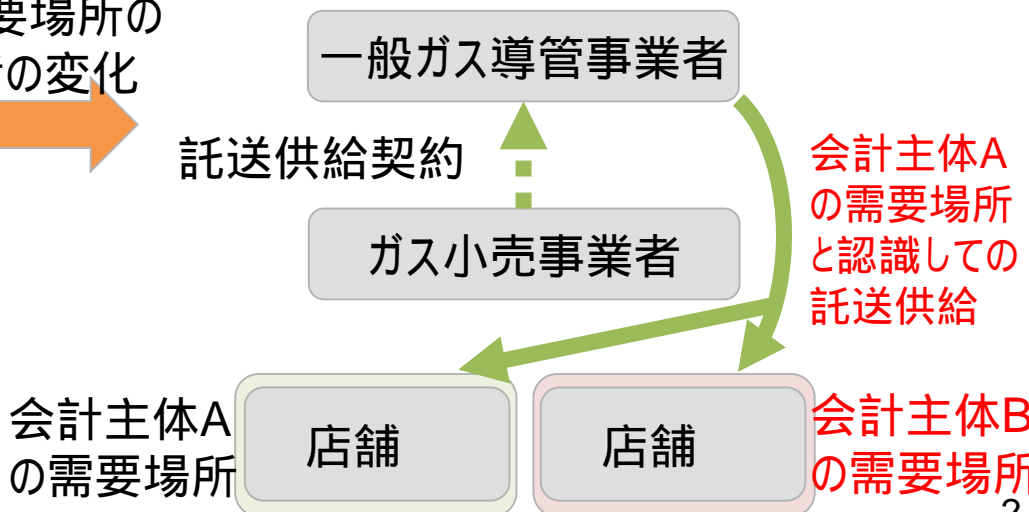 要場所の
の変化
一般ガス導管事業者
託送供給契約
ガス小売事業者
会計主体A
の需要場所
と認識しての
託送供給
会計主体A
の需要場所
店舗
店舗
会計主体B
の需要場所